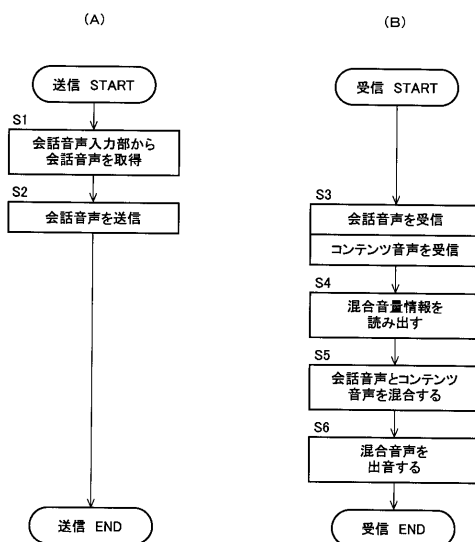 (A)
送信 START
S1
会話音声入力部から
会話音声を取得
S2
会話音声を送信
送信 END
(B)
受信 START
S3
会話音声を受信
コンテンツ音声を受信
S4
混合音量情報を
読み出す
S5
会話音声とコンテンツ
音声を混合する
S6
混合音声を
出音する
受信 END